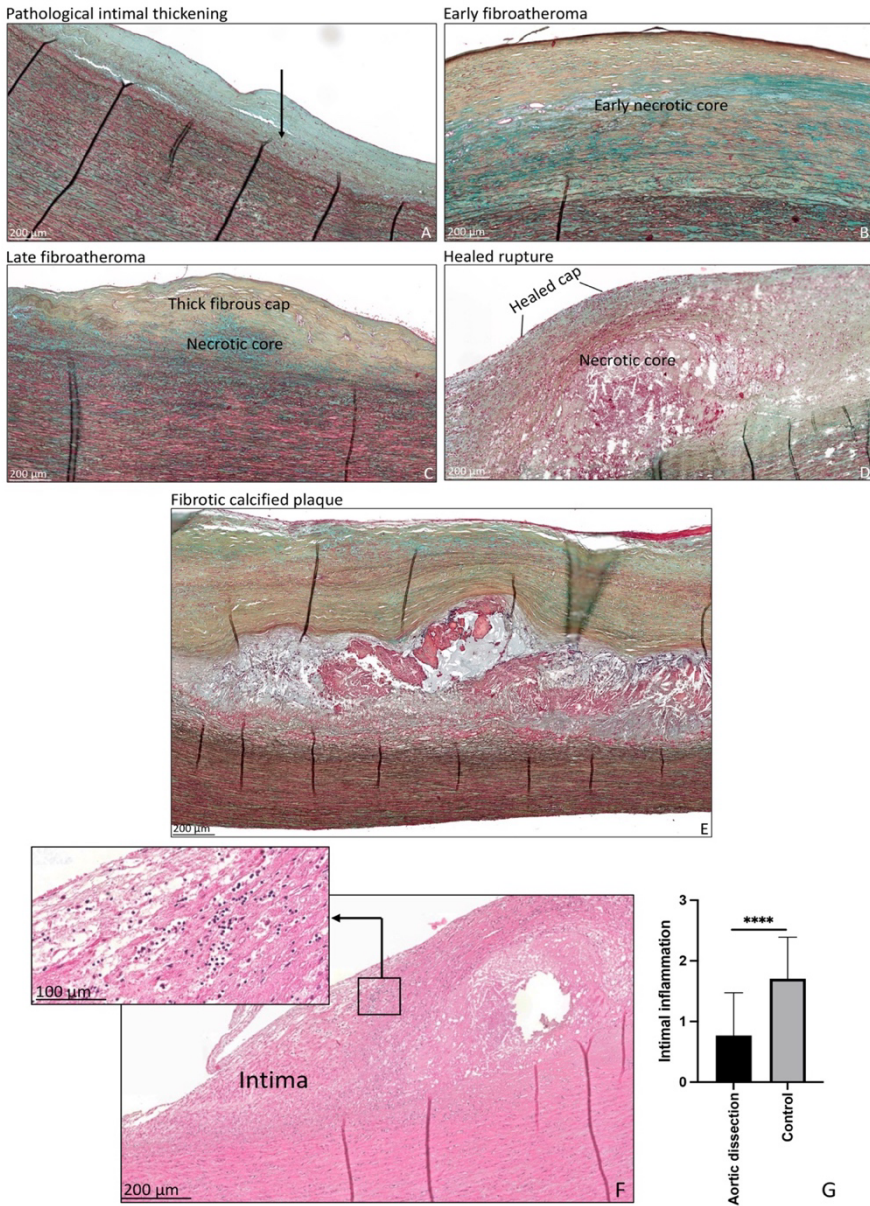 Pathological intimal thickening
200 µm
A
Early fibroatheroma
Early necrotic core
200 µm
B
Late fibroatheroma
Thick fibrous cap
Necrotic core
200 µm
C
Healed rupture
Healed cap
Necrotic core
200 µm
D
Fibrotic calcified plaque
200 µm
E
100 µm
Intima
200 µm
F
Intimal inflammation
3
2
1
0
****
Aortic dissection
Control
G